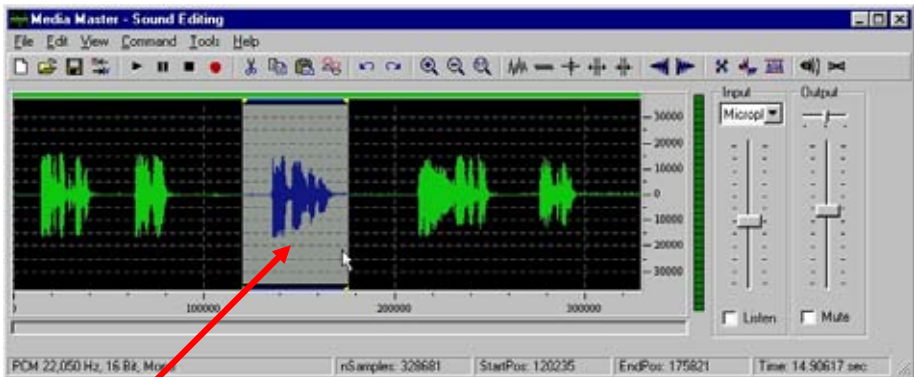 Media Master - Sound Editing
File Edit View Command Tools Help
Input Output
Micropl
30000
20000
10000
0
10000
20000
30000
100000 200000 300000
Listen Mute
PCM 22,050 Hz, 16 Bit, nSamples: 328681 StartPos: 120235 EndPos: 175821 Time: 14.90617 sec